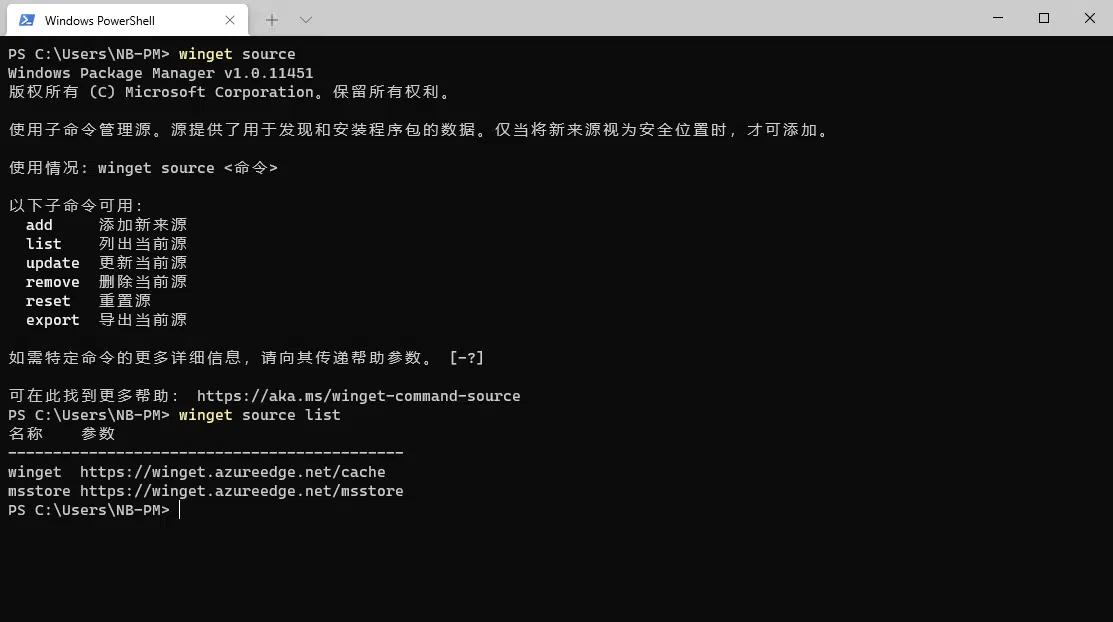 Windows PowerShell
PS C:\Users\NB-PM> winget source
Windows Package Manager v1.0.11451
版权所有 (C) Microsoft Corporation。保留所有权利。
使用子命令管理源。源提供了用于发现和安装程序包的数据。仅当将新来源视为安全位置时，才可添加。
使用情况: winget source <命令>
以下子命令可用:
add 添加新来源
list 列出当前源
update 更新当前源
remove 删除当前源
reset 重置源
export 导出当前源
如需特定命令的更多详细信息，请向其传递帮助参数。 [-?]
可在此找到更多帮助: https://aka.ms/winget-command-source
PS C:\Users\NB-PM> winget source list
名称 参数
--------------------------------------------
winget https://winget.azureedge.net/cache
msstore https://winget.azureedge.net/msstore
PS C:\Users\NB-PM>